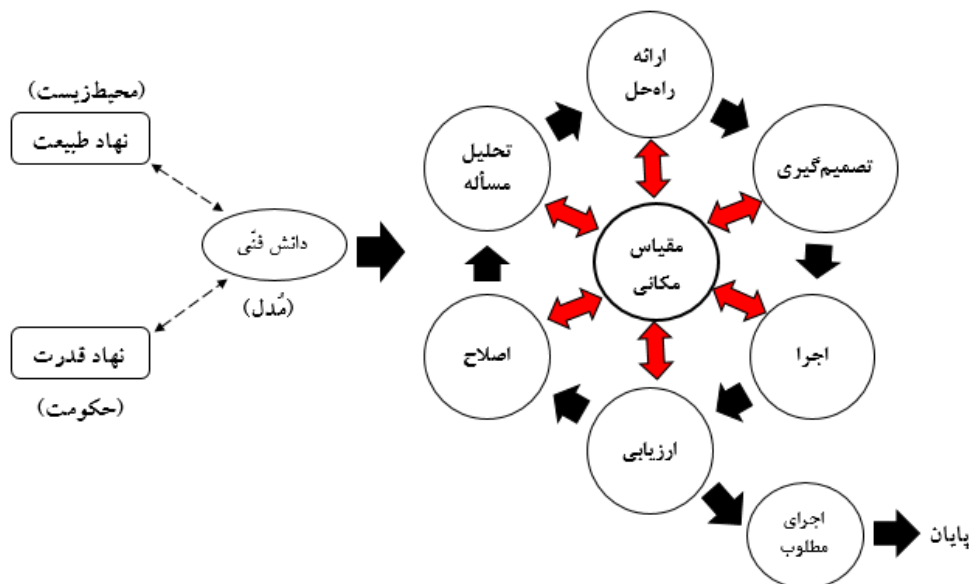 ارائه
راه‌حل
(محیط‌زیست)
نهاد طبیعت
تحلیل
مسأله
تصمیم‌گیری
دانش فنّی
(مُدل)
مقیاس
مکانی
نهاد قدرت
(حکومت)
اصلاح
اجرا
ارزیابی
اجرای
مطلوب
پایان